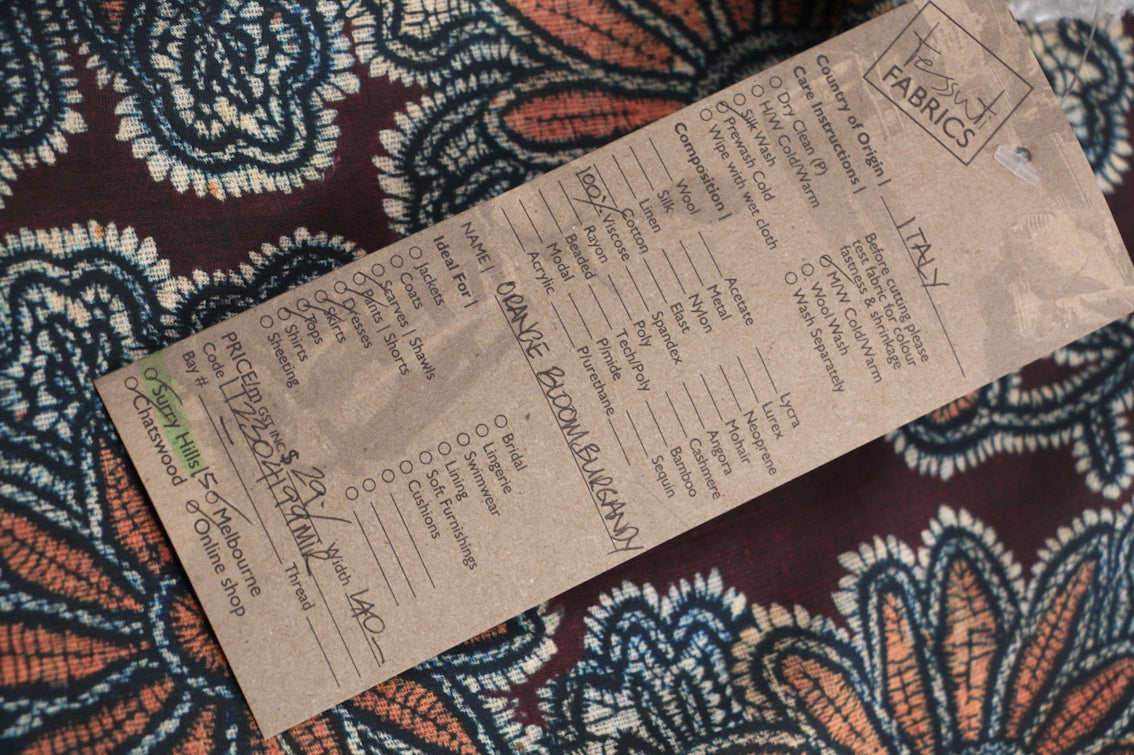 Tessuti
FABRICS
Country of Origin | ITALY
Care Instructions |
Dry Clean (P)
H/W Cold/Warm
Silk Wash
Prewash Cold
Wipe with wet cloth
Before cutting please
test fabric for colour
fastness & shrinkage
M/W Cold/Warm
Wool Wash
Wash Separately
Composition |
Wool
Linen
Silk
Cotton
100% Viscose
Rayon
Beaded
Modal
Acrylic
Acetate
Metal
Nylon
Elast
Spandex
Poly
Tech/Poly
P/mide
P/urethane
Lycra
Lurex
Neoprene
Mohair
Angora
Cashmere
Bamboo
Sequin
NAME | ORANGE BLOOM BURGANDY
Ideal For |
Jackets
Coats
Scarves | Shawls
Pants | Shorts
Dresses
Skirts
Tops
Shirts
Sheeting
Bridal
Lingerie
Swimwear
Lining
Soft Furnishings
Cushions
PRICE/m GST INC $ 29.- Width 140
Code
Bay # Thread
Surry Hills 150 Melbourne
Chatswood Online shop